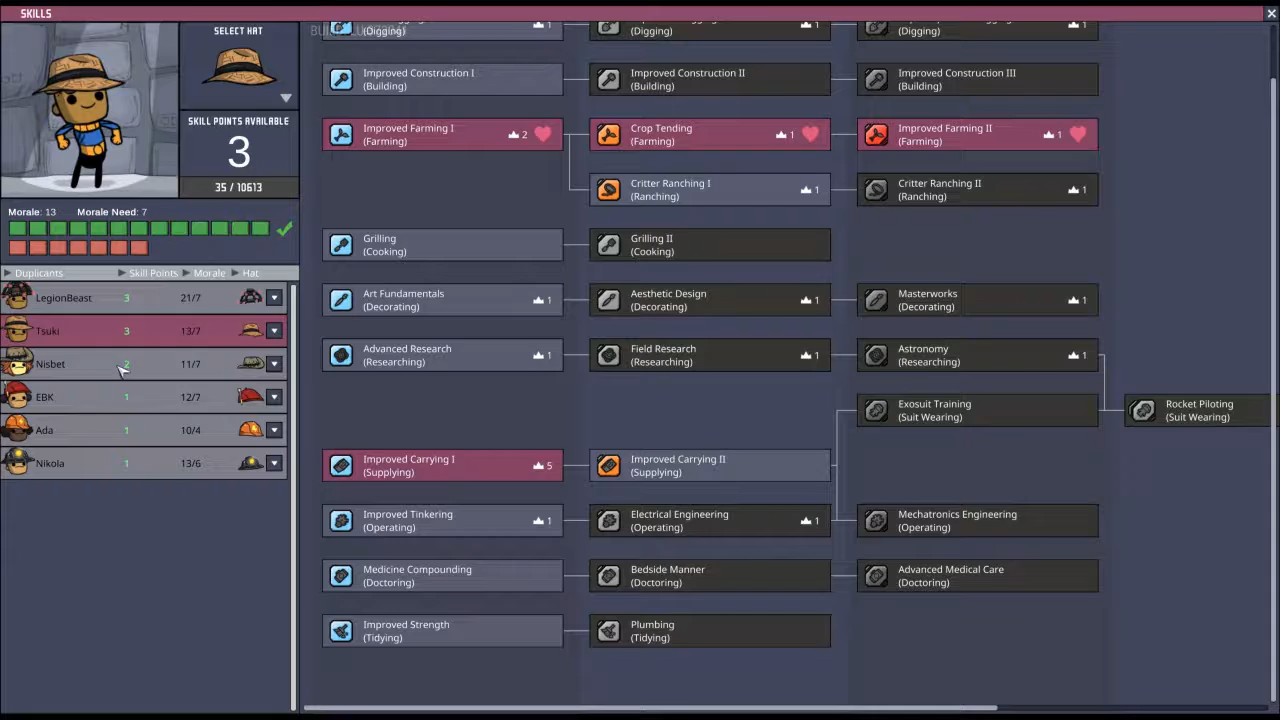 SKILLS
SELECT HAT
SKILL POINTS AVAILABLE
3
35 / 10613
Morale: 13 Morale Need: 7
Duplicants Skill Points Morale Hat
LegionBeast 3 21/7
Tsuki 3 13/7
Nisbet 2 11/7
EBK 1 12/7
Ada 1 10/4
Nikola 1 13/6
(Digging) 1
(Digging) 1
(Digging) 1
Improved Construction I
(Building)
Improved Construction II
(Building)
Improved Construction III
(Building)
Improved Farming I
(Farming) 2
Crop Tending
(Farming) 1
Improved Farming II
(Farming) 1
Critter Ranching I
(Ranching) 1
Critter Ranching II
(Ranching) 1
Grilling
(Cooking)
Grilling II
(Cooking)
Art Fundamentals
(Decorating) 1
Aesthetic Design
(Decorating) 1
Masterworks
(Decorating) 1
Advanced Research
(Researching) 1
Field Research
(Researching) 1
Astronomy
(Researching) 1
Exosuit Training
(Suit Wearing)
Rocket Piloting
(Suit Wearing)
Improved Carrying I
(Supplying) 5
Improved Carrying II
(Supplying)
Improved Tinkering
(Operating) 1
Electrical Engineering
(Operating) 1
Mechatronics Engineering
(Operating)
Medicine Compounding
(Doctoring)
Bedside Manner
(Doctoring)
Advanced Medical Care
(Doctoring)
Improved Strength
(Tidying)
Plumbing
(Tidying)